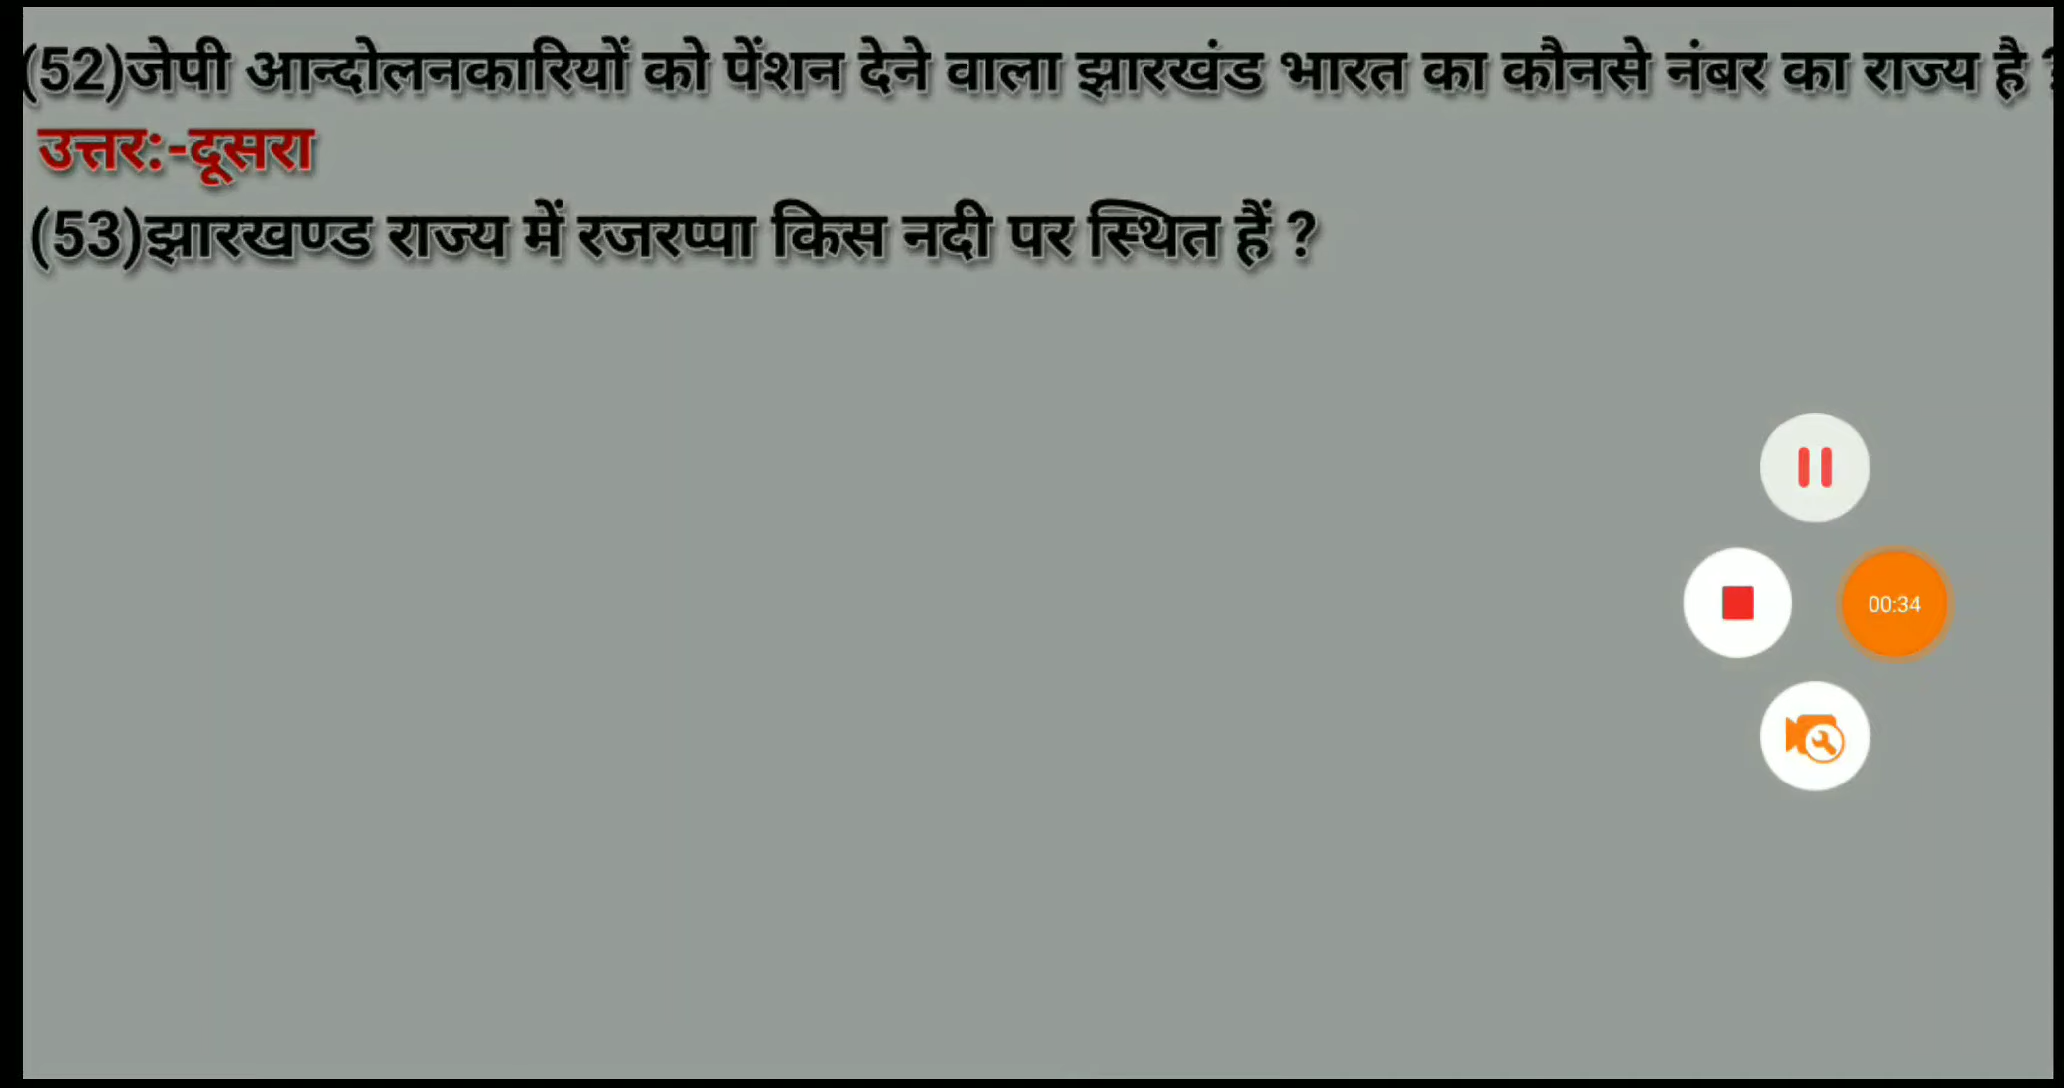 (52)जेपी आन्दोलनकारियों को पेंशन देने वाला झारखंड भारत का कौनसे नंबर का राज्य है ?
उत्तर:-दूसरा
(53)झारखण्ड राज्य में रजरप्पा किस नदी पर स्थित हैं ?
00:34